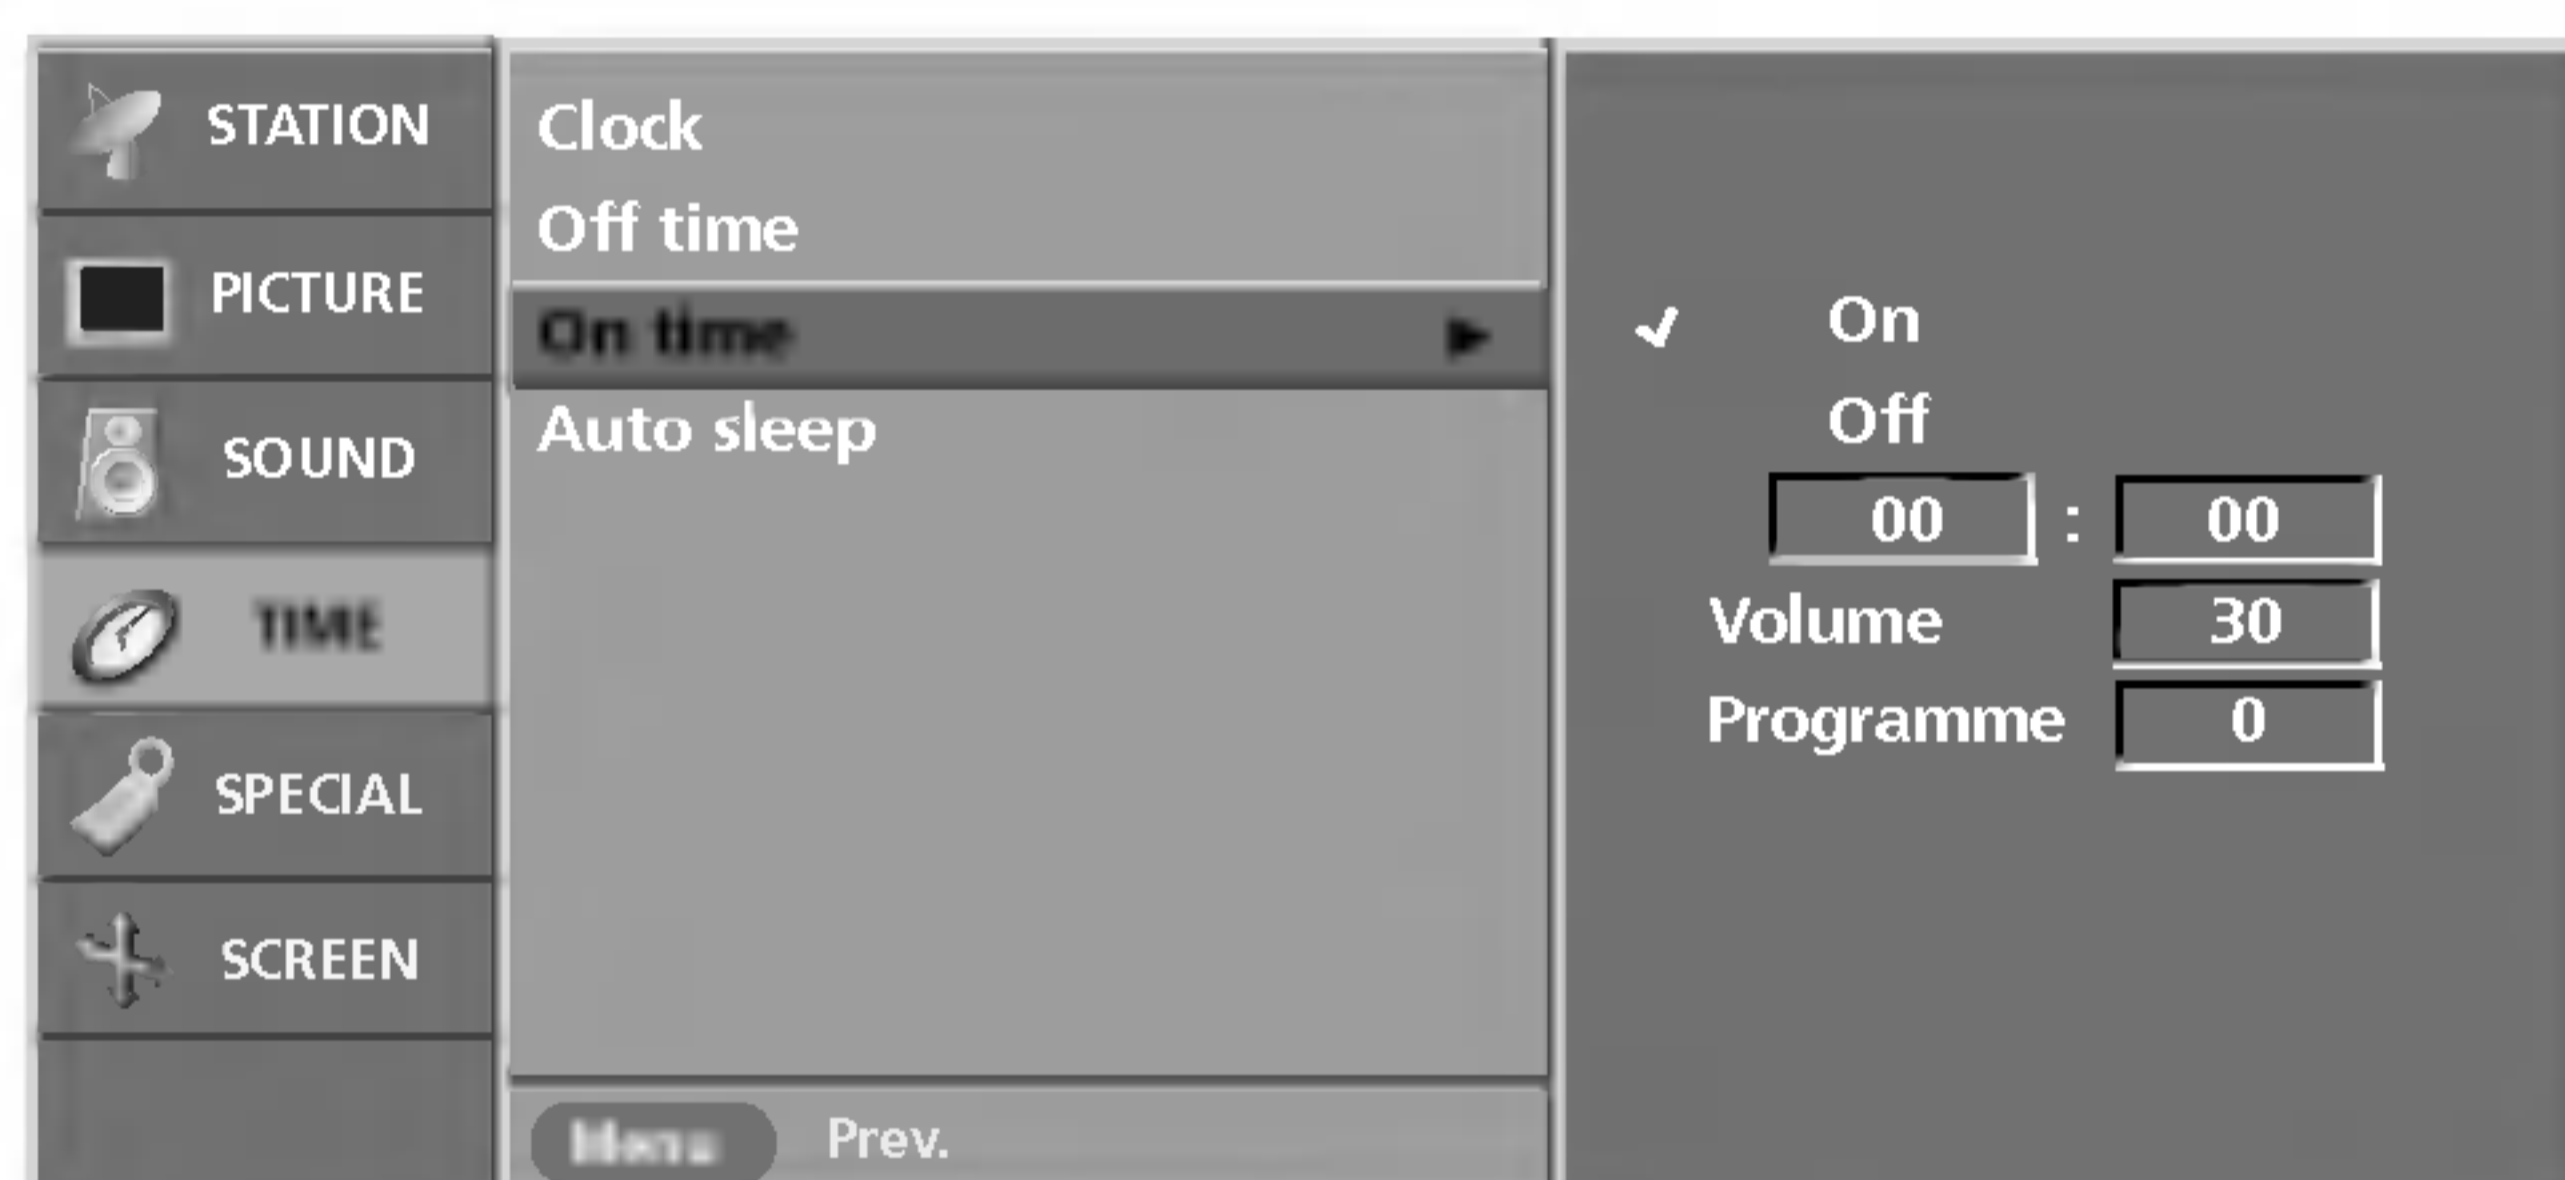 STATION
PICTURE
SOUND
TIME
SPECIAL
SCREEN
Clock
Off time
On time
Auto sleep
Menu Prev.
On
Off
00 : 00
Volume 30
Programme 0